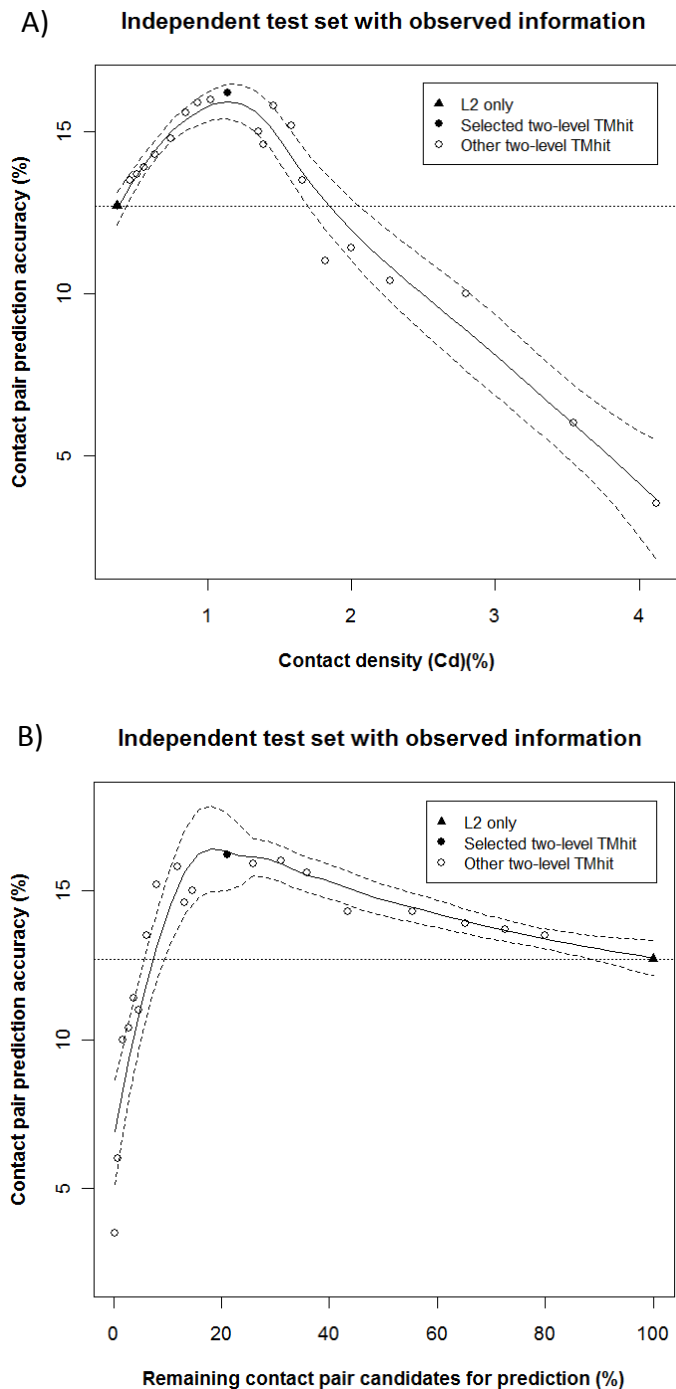 A) Independent test set with observed information
L2 only
Selected two-level TMhit
Other two-level TMhit
15
10
5
Contact pair prediction accuracy (%)
1 2 3 4
Contact density (Cd)(%)
B) Independent test set with observed information
L2 only
Selected two-level TMhit
Other two-level TMhit
15
10
5
Contact pair prediction accuracy (%)
0 20 40 60 80 100
Remaining contact pair candidates for prediction (%)